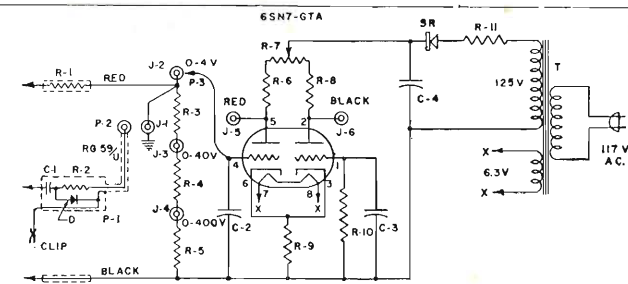 6SN7-GTA
SR
R-11
R-7
J-2
0-4V
P-3
R-1
RED
R-6
R-8
C-4
125V
T
R-3
RED
BLACK
P-2
J-1
J-5
5
2
J-6
117 V
A.C.
RG 59/U
J-3
0-40V
4
1
X
6.3V
X
C-1
R-2
R-4
6
7
8
3
X
X
D
P-1
J-4
0-400V
C-2
R-10
C-3
CLIP
R-5
R-9
BLACK